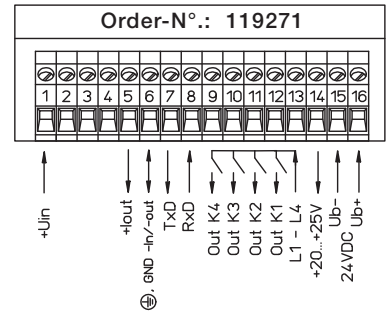 Order-N°.: 119271
1 2 3 4 5 6 7 8 9 10 11 12 13 14 15 16
+Uin
+Iout
⏚, GND -In/-out
TxD
RxD
Out K4
Out K3
Out K2
Out K1
L1 - L4
+20...+25V
Ub-
24VDC
Ub+